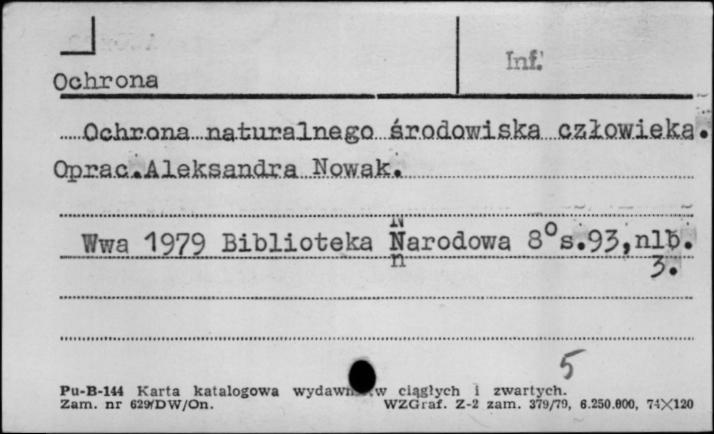 Inf.
Ochrona
Ochrona naturalnego środowiska człowieka.
Oprac. Aleksandra Nowak.
Wwa 1979 Biblioteka Narodowa 8° s.93, nlb.
3.
5
Pu-B-144 Karta katalogowa wydawn w ciągłych i zwartych.
Zam. nr 629/DW/On. WZGraf. Z-2 zam. 379/79, 6.250.000, 74×120